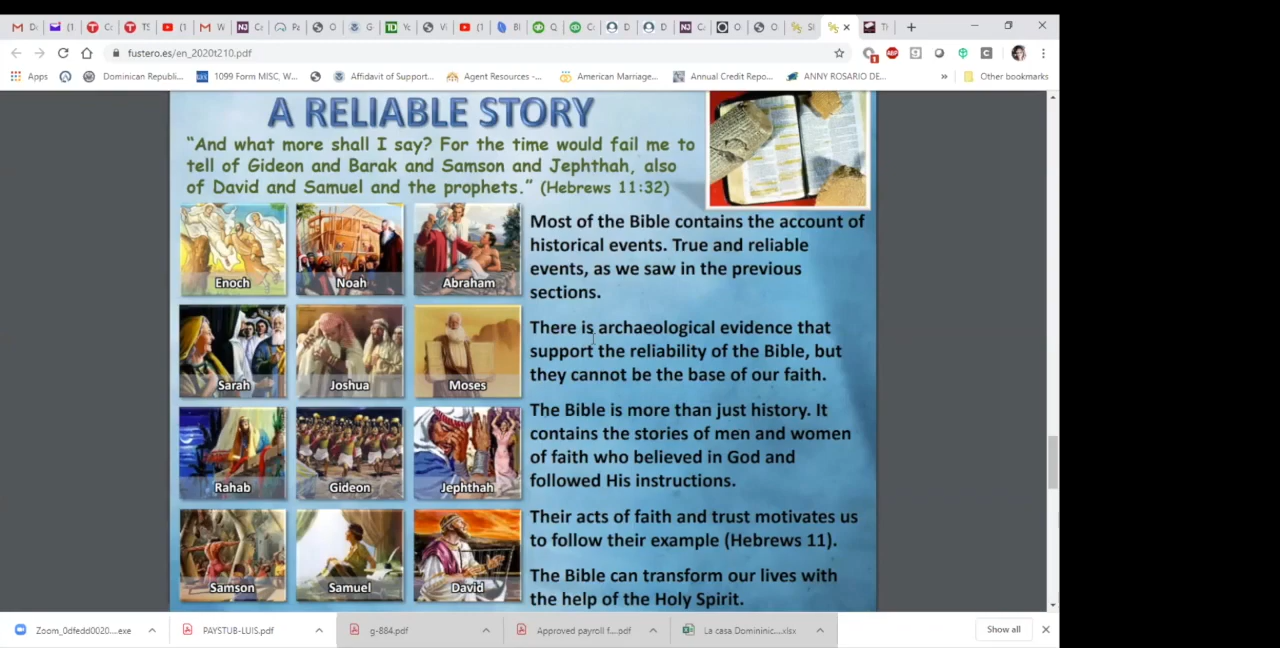 fustero.es/en_2020t210.pdf
Apps
Dominican Republi...
1099 Form MISC, W...
Affidavit of Support...
Agent Resources -...
American Marriage...
Annual Credit Repo...
ANNY ROSARIO DE...
Other bookmarks
A RELIABLE STORY
“And what more shall I say? For the time would fail me to
tell of Gideon and Barak and Samson and Jephthah, also
of David and Samuel and the prophets.” (Hebrews 11:32)
Enoch
Noah
Abraham
Most of the Bible contains the account of
historical events. True and reliable
events, as we saw in the previous
sections.
Sarah
Joshua
Moses
There is archaeological evidence that
support the reliability of the Bible, but
they cannot be the base of our faith.
Rahab
Gideon
Jephthah
The Bible is more than just history. It
contains the stories of men and women
of faith who believed in God and
followed His instructions.
Samson
Samuel
David
Their acts of faith and trust motivates us
to follow their example (Hebrews 11).
The Bible can transform our lives with
the help of the Holy Spirit.
Zoom_0dfedd0020....exe
PAYSTUB-LUIS.pdf
g-884.pdf
Approved payroll f....pdf
La casa Domininic....xlsx
Show all